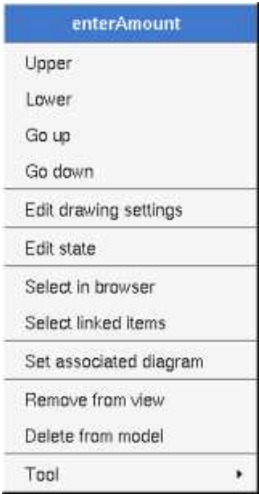 enterAmount
Upper
Lower
Go up
Go down
Edit drawing settings
Edit state
Select in browser
Select linked items
Set associated diagram
Remove from view
Delete from model
Tool